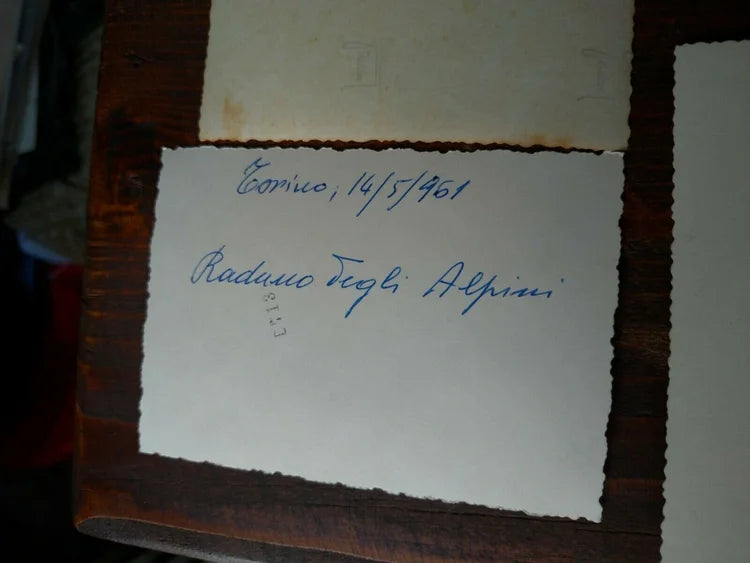 Torino, 14/5/961
Raduno degli Alpini